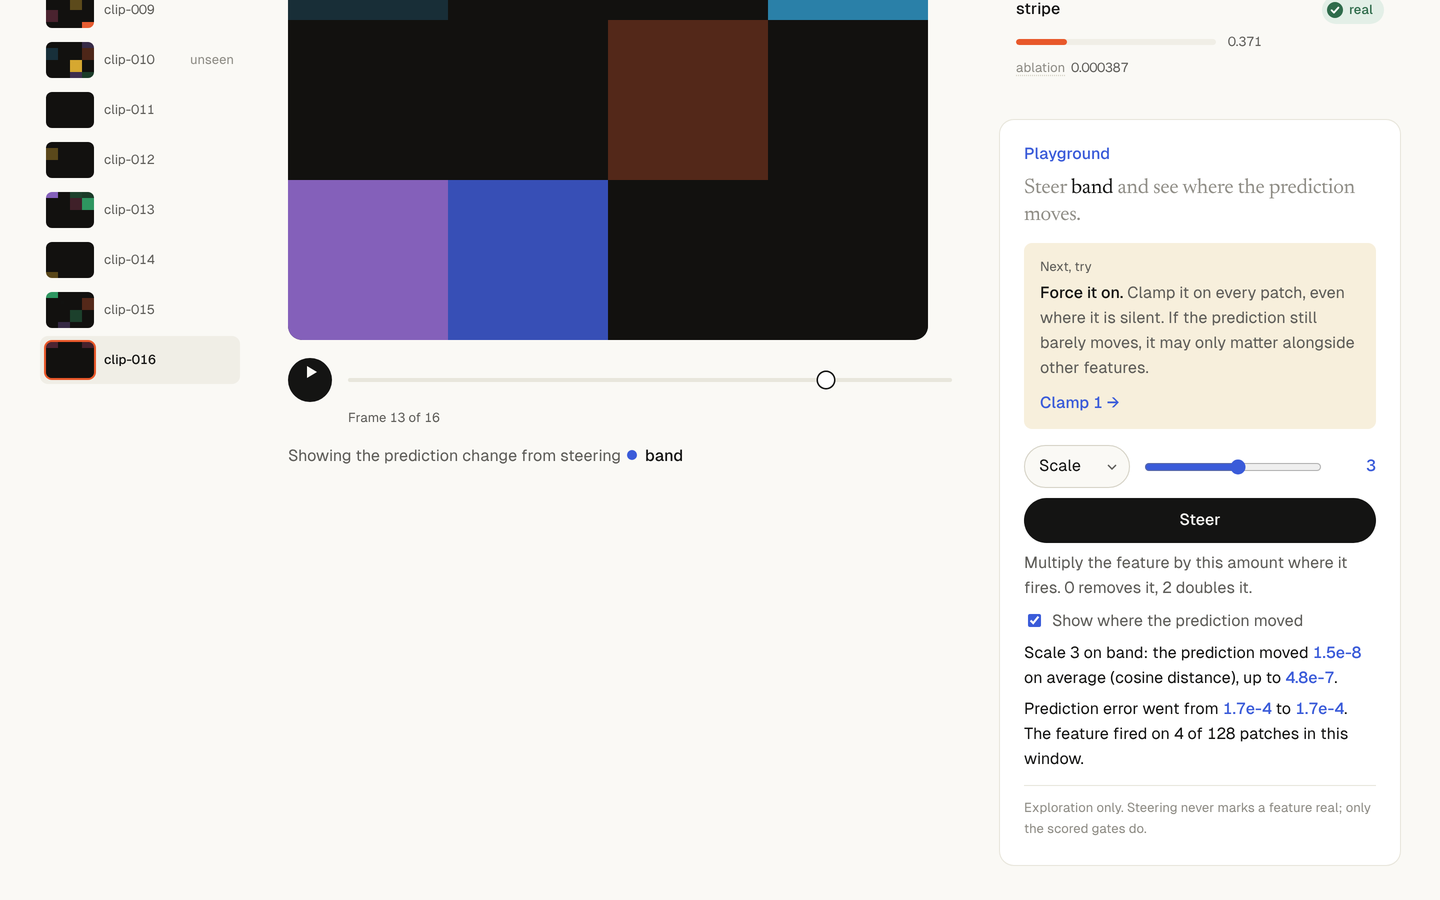 clip-009
clip-010 unseen
clip-011
clip-012
clip-013
clip-014
clip-015
clip-016
Frame 13 of 16
Showing the prediction change from steering band
stripe real
0.371
ablation 0.000387
Playground
Steer band and see where the prediction
moves.
Next, try
Force it on. Clamp it on every patch, even
where it is silent. If the prediction still
barely moves, it may only matter alongside
other features.
Clamp 1 →
Scale 3
Steer
Multiply the feature by this amount where it
fires. 0 removes it, 2 doubles it.
Show where the prediction moved
Scale 3 on band: the prediction moved 1.5e-8
on average (cosine distance), up to 4.8e-7.
Prediction error went from 1.7e-4 to 1.7e-4.
The feature fired on 4 of 128 patches in this
window.
Exploration only. Steering never marks a feature real; only
the scored gates do.